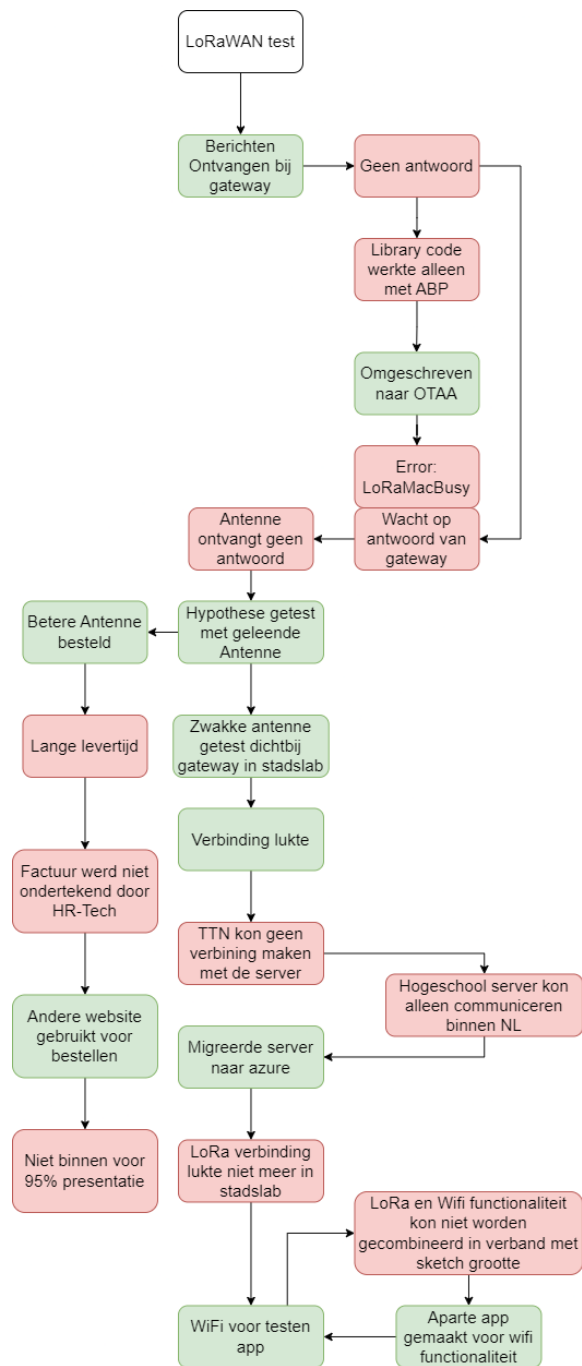 LoRaWAN test
Berichten
Ontvangen bij
gateway
Geen antwoord
Library code
werkte alleen
met ABP
Omgeschreven
naar OTAA
Error:
LoRaMacBusy
Wacht op
antwoord van
gateway
Antenne
ontvangt geen
antwoord
Hypothese getest
met geleende
Antenne
Betere Antenne
besteld
Lange levertijd
Factuur werd niet
ondertekend door
HR-Tech
Andere website
gebruikt voor
bestellen
Niet binnen voor
95% presentatie
Zwakke antenne
getest dichtbij
gateway in stadslab
Verbinding lukte
TTN kon geen
verbining maken
met de server
Hogeschool server kon
alleen communiceren
binnen NL
Migreerde server
naar azure
LoRa verbinding
lukte niet meer in
stadslab
WiFi voor testen
app
LoRa en Wifi functionaliteit
kon niet worden
gecombineerd in verband met
sketch grootte
Aparte app
gemaakt voor wifi
functionaliteit